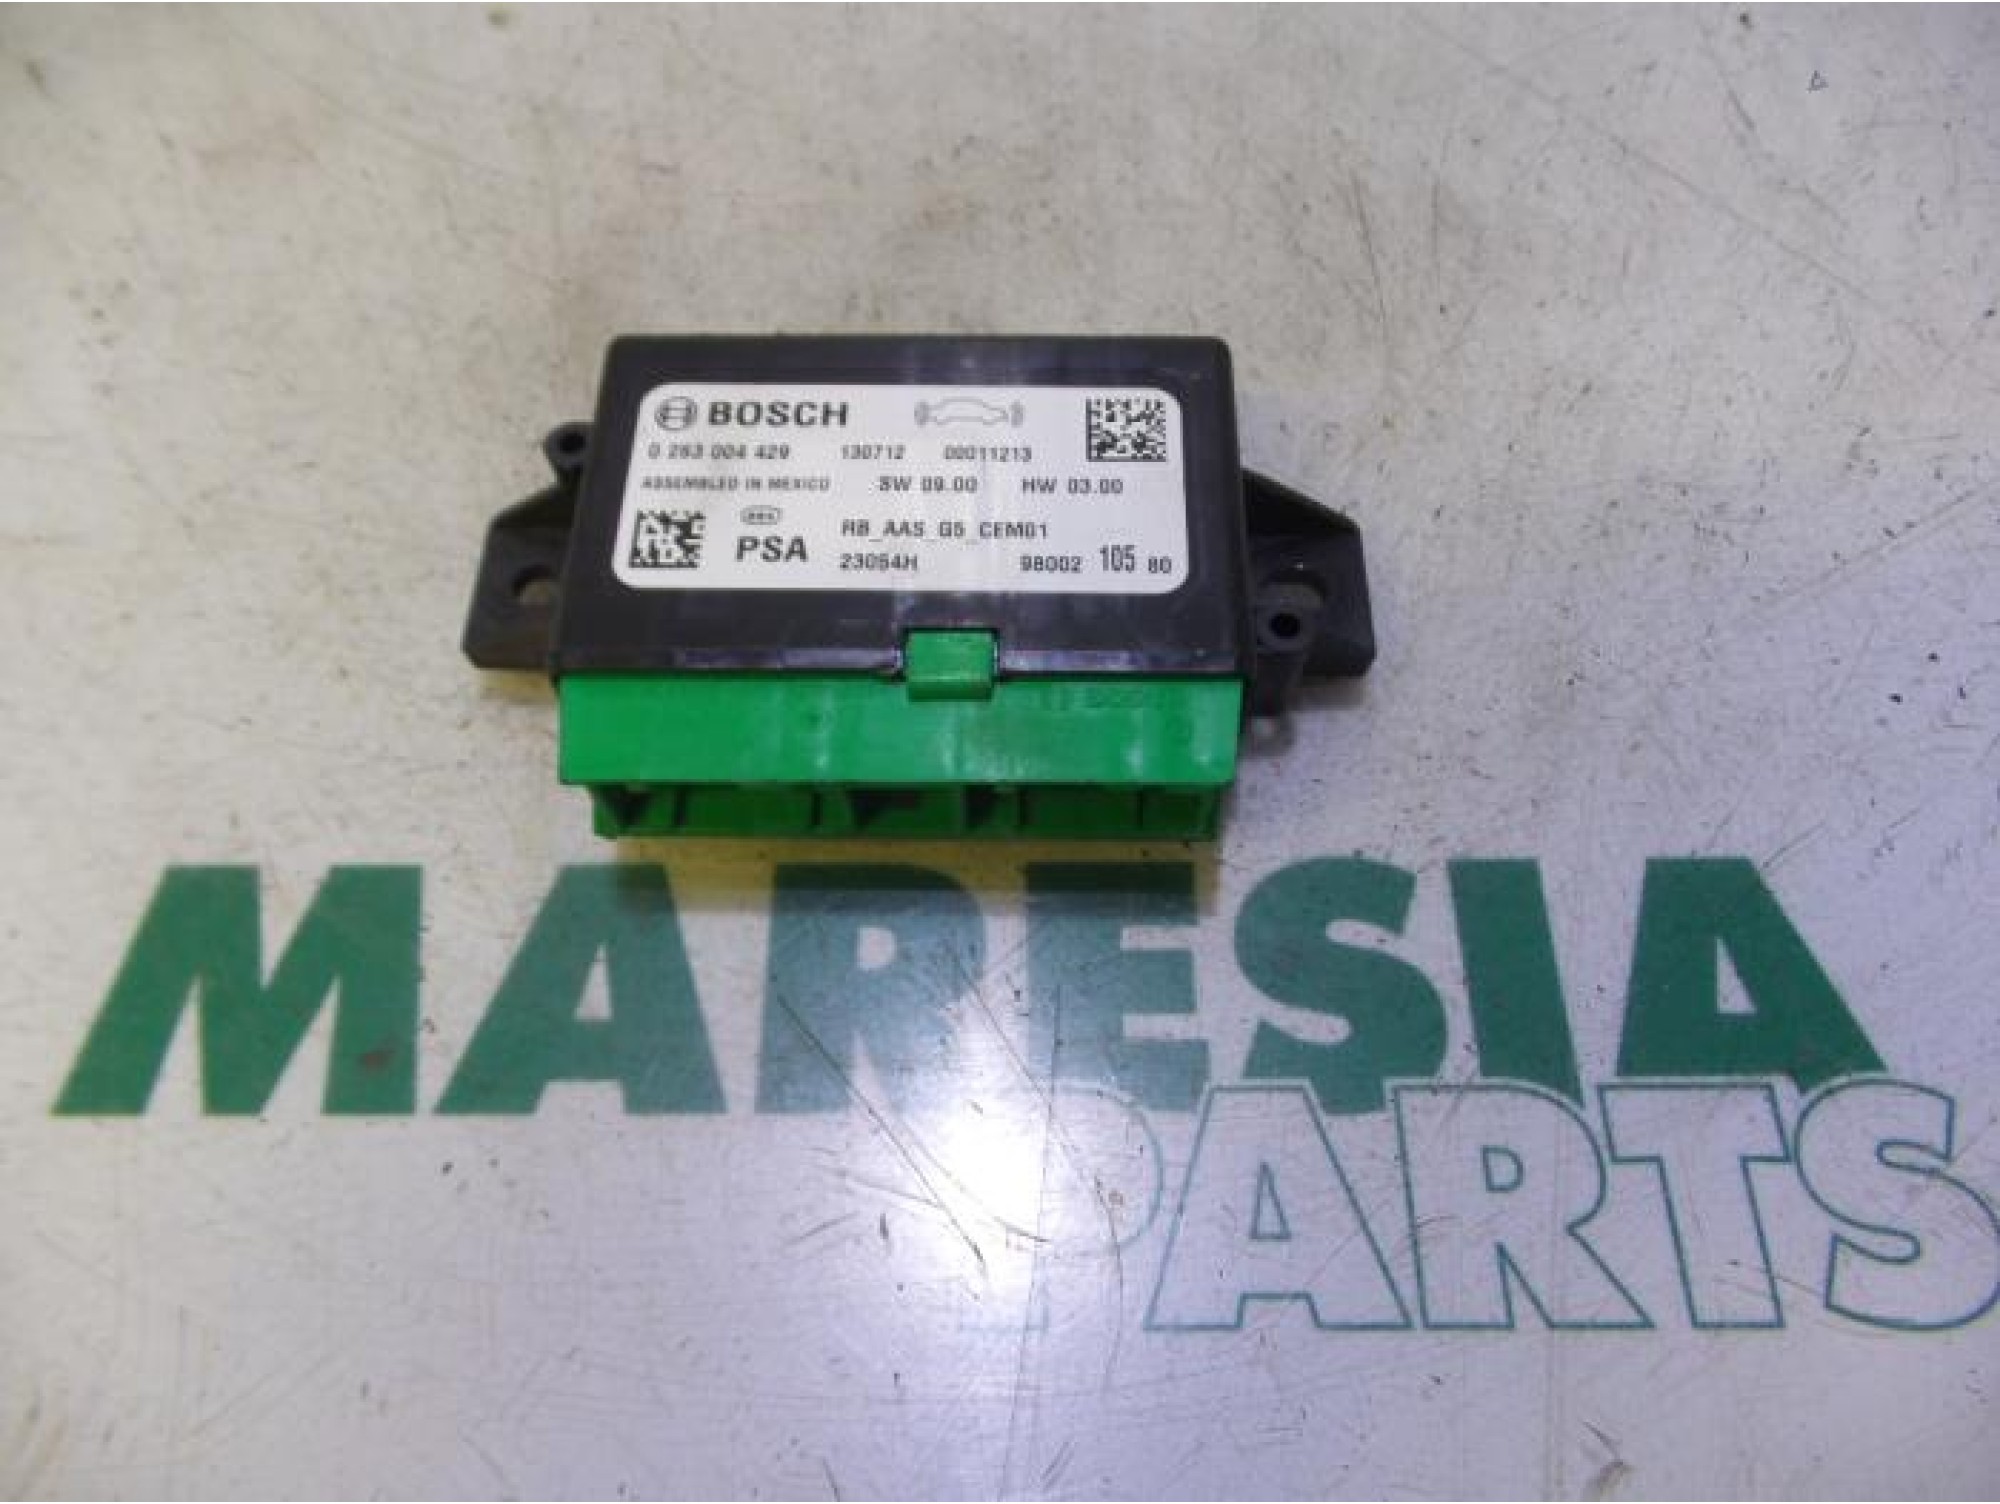 BOSCH
0 263 004 429 130712 00011213
ASSEMBLED IN MEXICO SW 09.00 HW 03.00
PSA RB_AAS_G5_CEM01
23054H 98002 105 80
MARESIA
PARTS